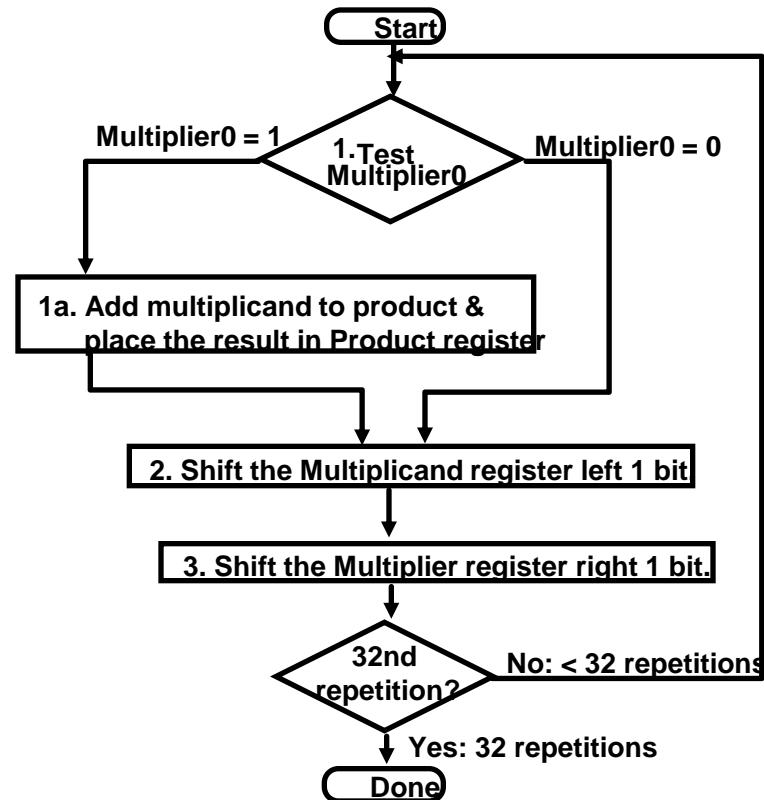 Start
Multiplier0 = 1
1. Test
Multiplier0
Multiplier0 = 0
1a. Add multiplicand to product &
place the result in Product register
2. Shift the Multiplicand register left 1 bit
3. Shift the Multiplier register right 1 bit.
32nd
repetition?
No: < 32 repetitions
Yes: 32 repetitions
Done